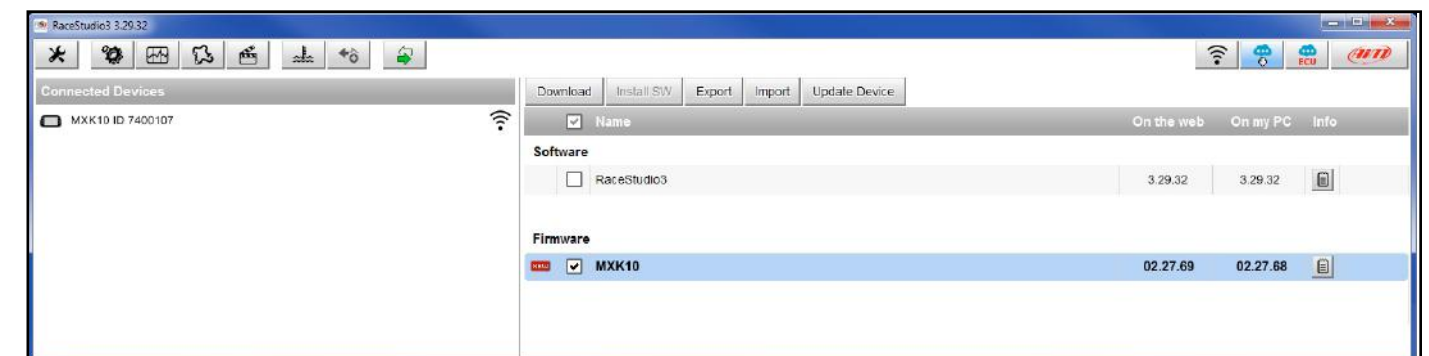 RaceStudio3 3.29.32
ECU
Connected Devices
MXK10 ID 7400107
Download Install SW Export Import Update Device
Name On the web On my PC Info
Software
RaceStudio3 3.29.32 3.29.32
Firmware
MXK10 02.27.69 02.27.68